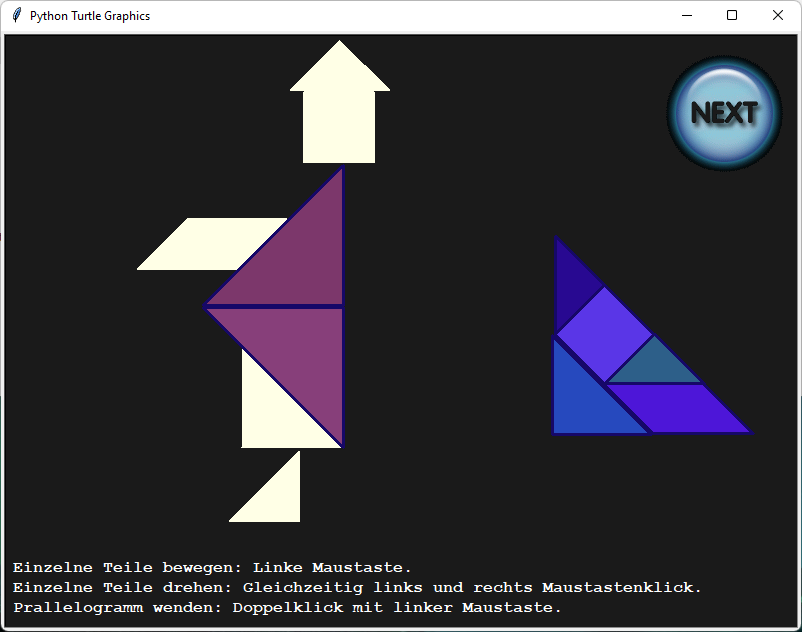 Python Turtle Graphics
NEXT
Einzelne Teile bewegen: Linke Maustaste.
Einzelne Teile drehen: Gleichzeitig links und rechts Maustastenklick.
Prallelogramm wenden: Doppelklick mit linker Maustaste.